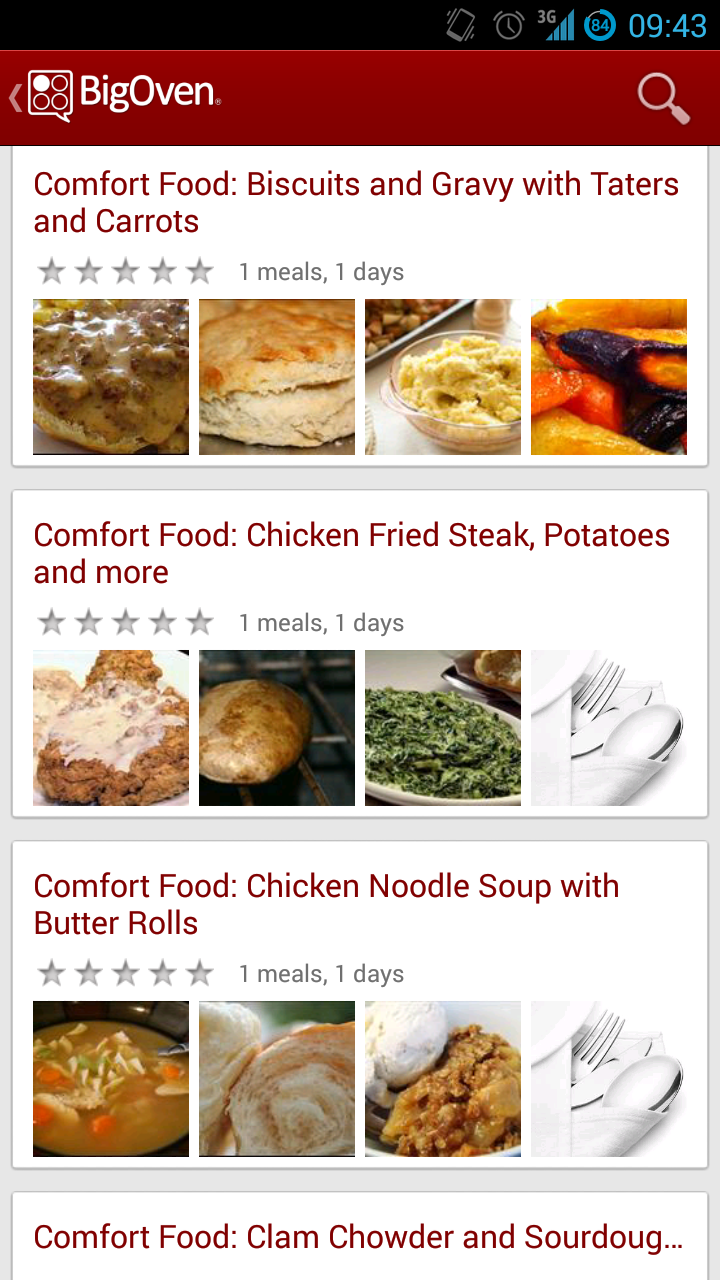 3G 84 09:43
BigOven®
Comfort Food: Biscuits and Gravy with Taters
and Carrots
1 meals, 1 days
Comfort Food: Chicken Fried Steak, Potatoes
and more
1 meals, 1 days
Comfort Food: Chicken Noodle Soup with
Butter Rolls
1 meals, 1 days
Comfort Food: Clam Chowder and Sourdoug...